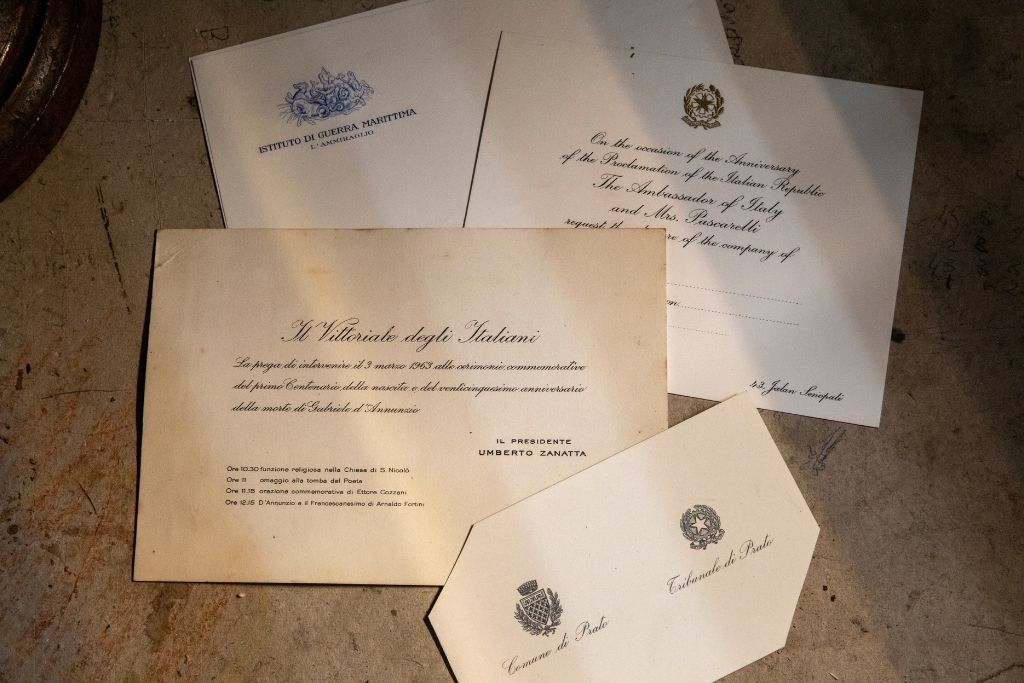 ISTITUTO DI GUERRA MARITTIMA
L'AMMIRAGLIO
On the occasion of the Anniversary
of the Proclamation of the Italian Republic
The Ambassador of Italy
and Mrs. Pascarelli
request of the company of
43, Jalan Senopati
Il Vittoriale degli Italiani
La prega di intervenire il 3 marzo 1963 alle cerimonie commemorative
del primo Centenario della nascita e del venticinquesimo anniversario
della morte di Gabriele d'Annunzio
IL PRESIDENTE
UMBERTO ZANATTA
Ore 10.30 funzione religiosa nella Chiesa di S. Nicolò
Ore 11 omaggio alla tomba del Poeta
Ore 11.15 orazione commemorativa di Ettore Cozzani
Ore 12.15 D'Annunzio e il Francescanesimo di Arnaldo Fortini
Tribunale di Prato
Comune di Prato